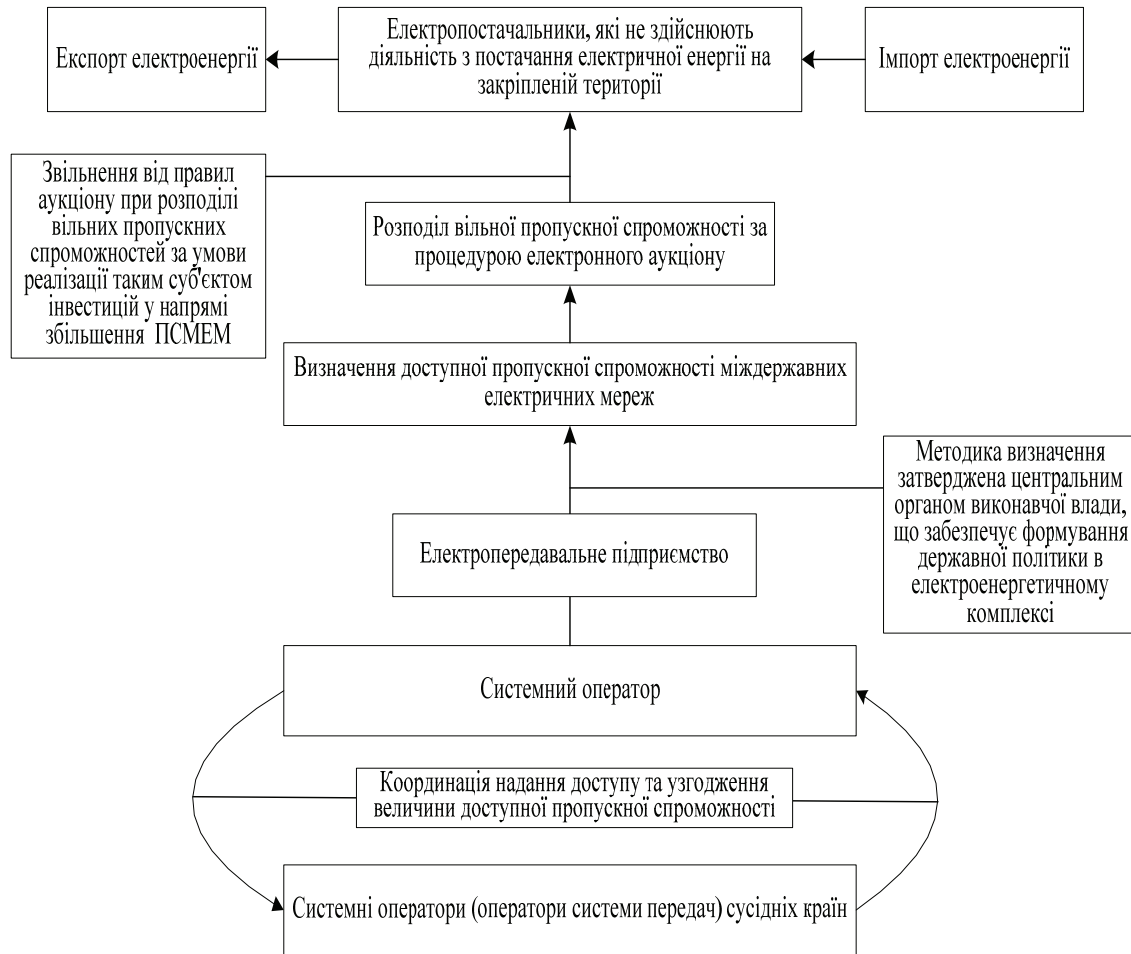 Експорт електроенергії
Електропостачальники, які не здійснюють
діяльність з постачання електричної енергії на
закріпленій території
Імпорт електроенергії
Звільнення від правил
аукціону при розподілі
вільних пропускних
спроможностей за умови
реалізації таким суб'єктом
інвестицій у напрямі
збільшення ПСМЕМ
Розподіл вільної пропускної спроможності за
процедурою електронного аукціону
Визначення доступної пропускної спроможності міждержавних
електричних мереж
Методика визначення
затверджена центральним
органом виконавчої влади,
що забезпечує формування
державної політики в
електроенергетичному
комплексі
Електропередавальне підприємство
Системний оператор
Координація надання доступу та узгодження
величини доступної пропускної спроможності
Системні оператори (оператори системи передач) сусідніх країн